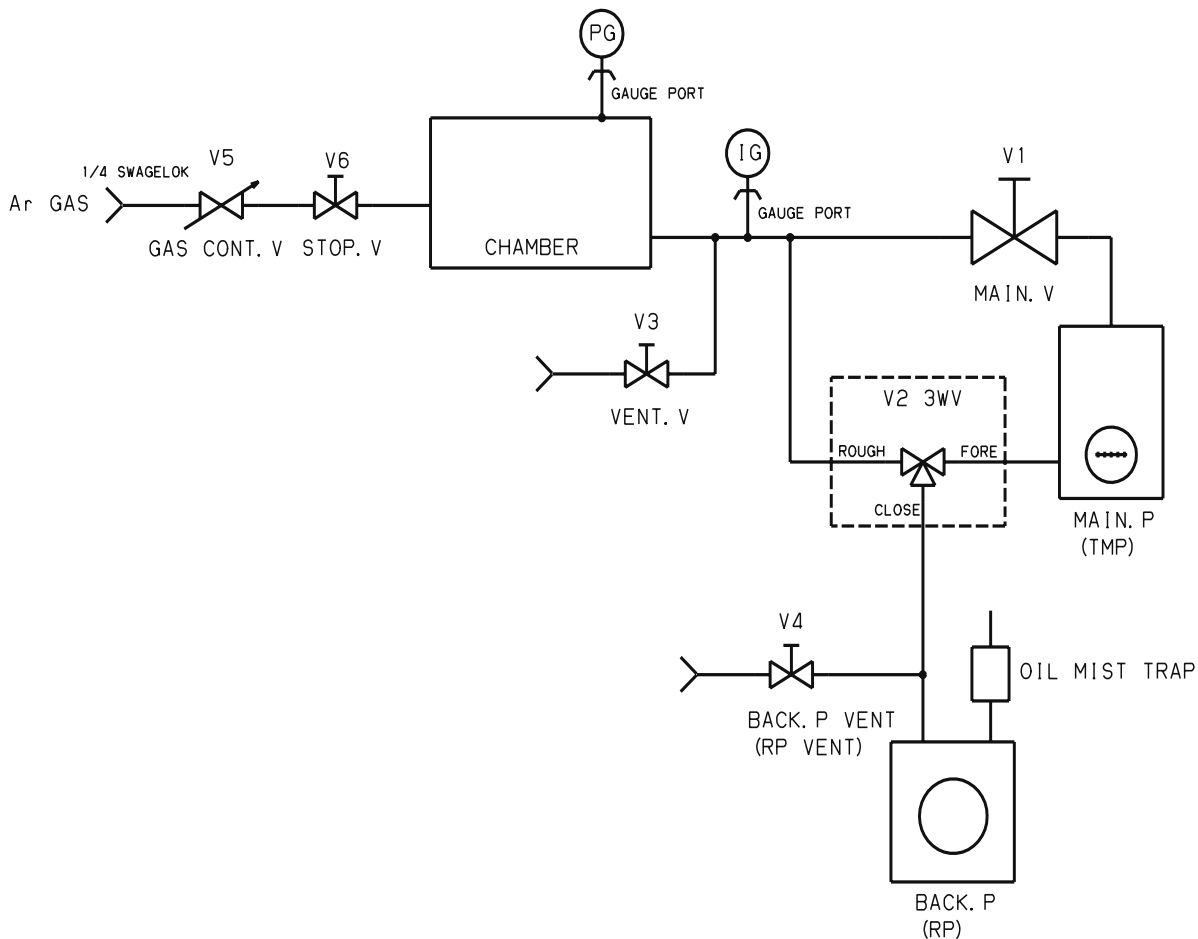 PG
GAUGE PORT
1/4 SWAGELOK
V5
V6
IG
V1
Ar GAS
GAUGE PORT
GAS CONT. V
STOP. V
CHAMBER
MAIN. V
V3
VENT. V
V2 3WV
ROUGH
FORE
CLOSE
MAIN. P
(TMP)
V4
OIL MIST TRAP
BACK. P VENT
(RP VENT)
BACK. P
(RP)